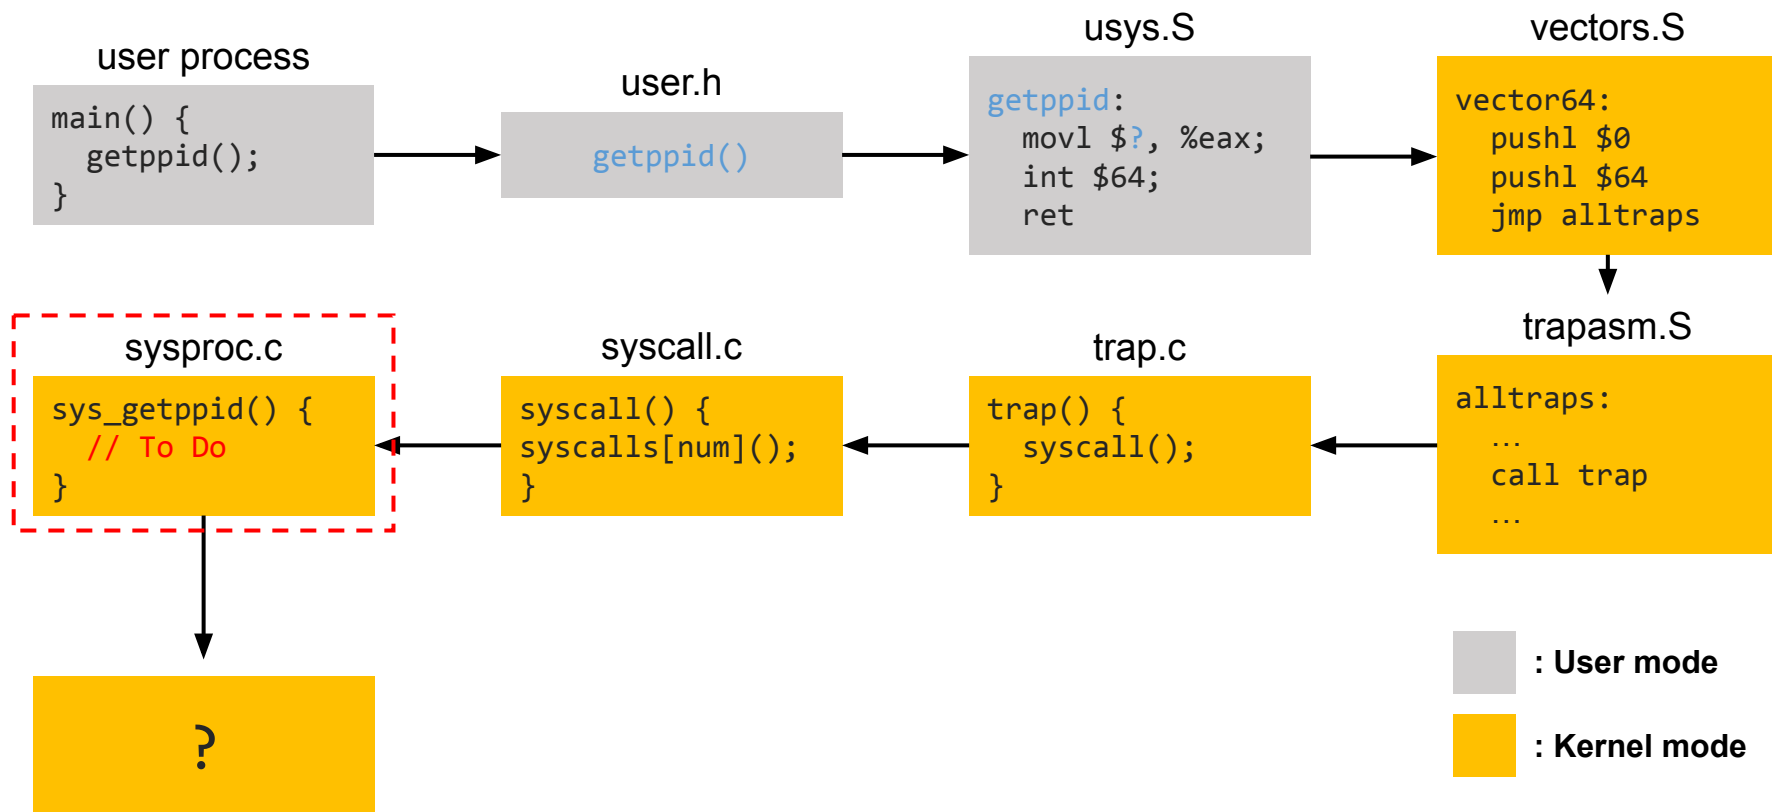 user process
main() {
  getppid();
}
user.h
getppid()
usys.S
getppid:
  movl $?, %eax;
  int $64;
  ret
vectors.S
vector64:
  pushl $0
  pushl $64
  jmp alltraps
sysproc.c
sys_getppid() {
  // To Do
}
syscall.c
syscall() {
syscalls[num]();
}
trap.c
trap() {
  syscall();
}
trapasm.S
alltraps:
  …
  call trap
  …
?
: User mode
: Kernel mode